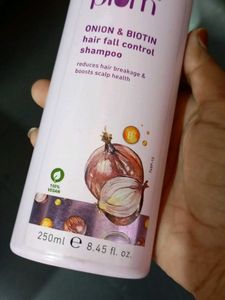 plum
ONION & BIOTIN
hair fall control
shampoo
reduces hair breakage &
boosts scalp health
100%
VEGAN
250ml e 8.45 fl. oz.